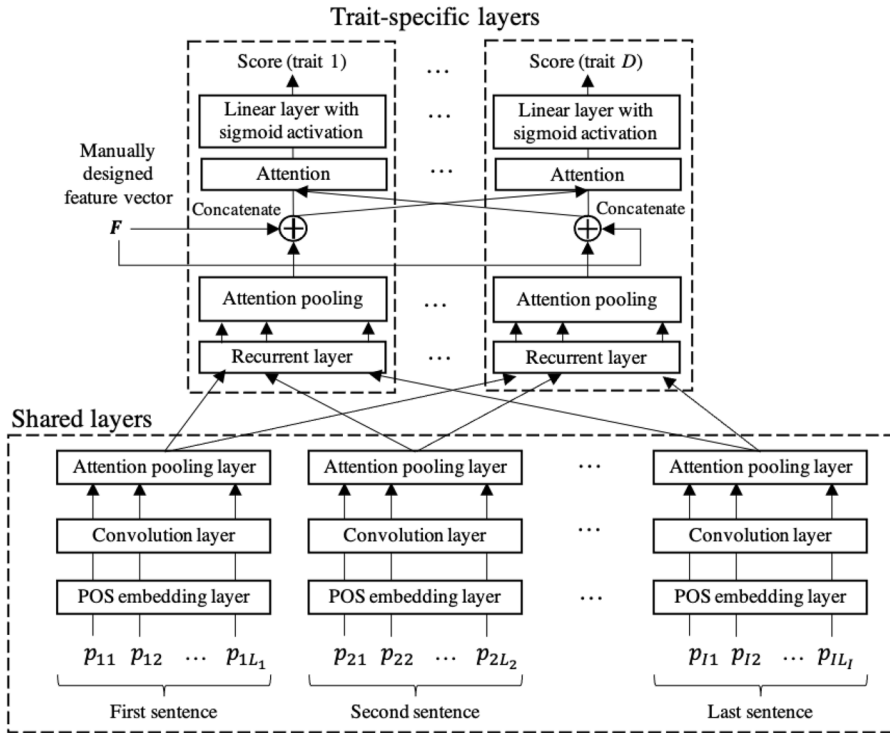 Trait-specific layers
Score (trait 1) … Score (trait D)
Linear layer with sigmoid activation … Linear layer with sigmoid activation
Manually designed feature vector
Attention … Attention
Concatenate Concatenate
F
Attention pooling … Attention pooling
Recurrent layer … Recurrent layer
Shared layers
Attention pooling layer Attention pooling layer … Attention pooling layer
Convolution layer Convolution layer … Convolution layer
POS embedding layer POS embedding layer … POS embedding layer
p11 p12 … p1L1 p21 p22 … p2L2 pI1 pI2 … pILI
First sentence Second sentence Last sentence